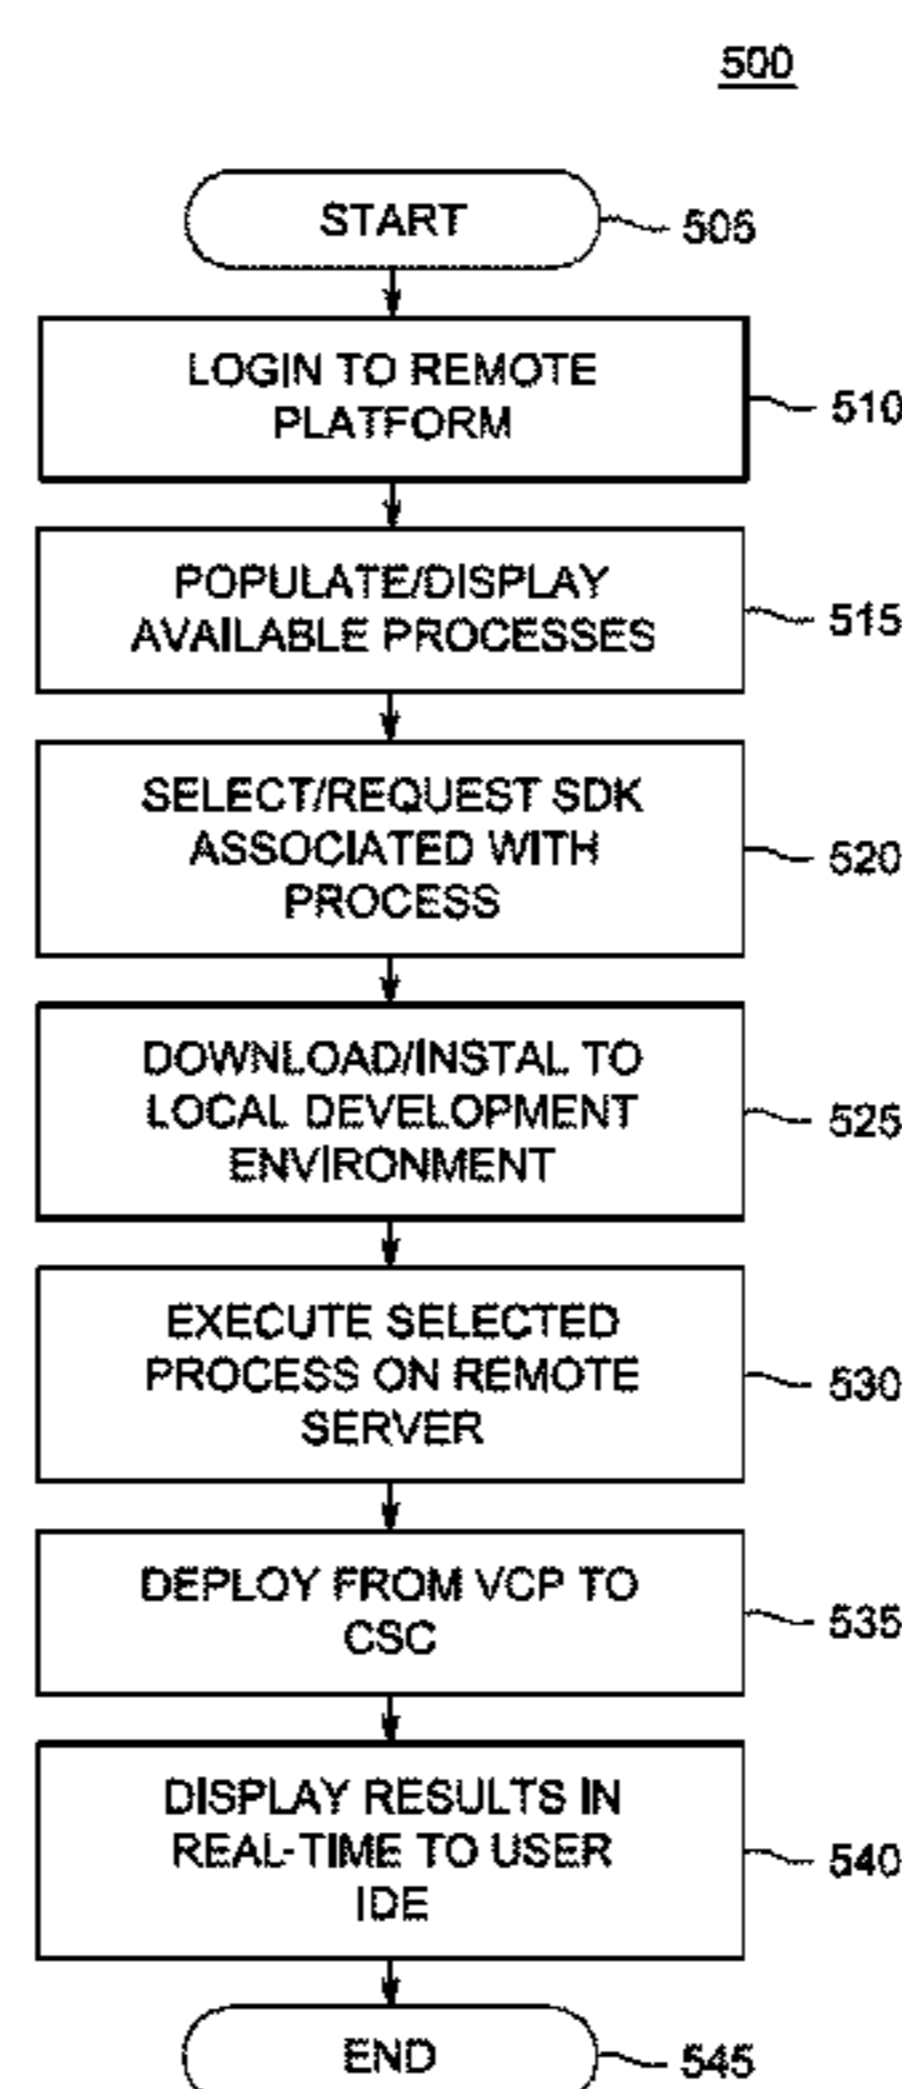 500
START
505
LOGIN TO REMOTE
PLATFORM
510
POPULATE/DISPLAY
AVAILABLE PROCESSES
515
SELECT/REQUEST SDK
ASSOCIATED WITH
PROCESS
520
DOWNLOAD/INSTAL TO
LOCAL DEVELOPMENT
ENVIRONMENT
525
EXECUTE SELECTED
PROCESS ON REMOTE
SERVER
530
DEPLOY FROM VCP TO
CSC
535
DISPLAY RESULTS IN
REAL-TIME TO USER
IDE
540
END
545